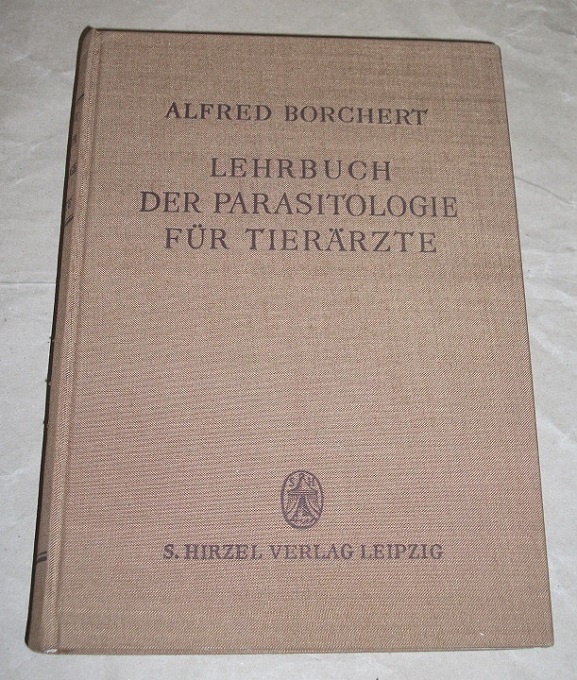 ALFRED BORCHERT
LEHRBUCH
DER PARASITOLOGIE
FÜR TIERÄRZTE
S H
S. HIRZEL VERLAG LEIPZIG